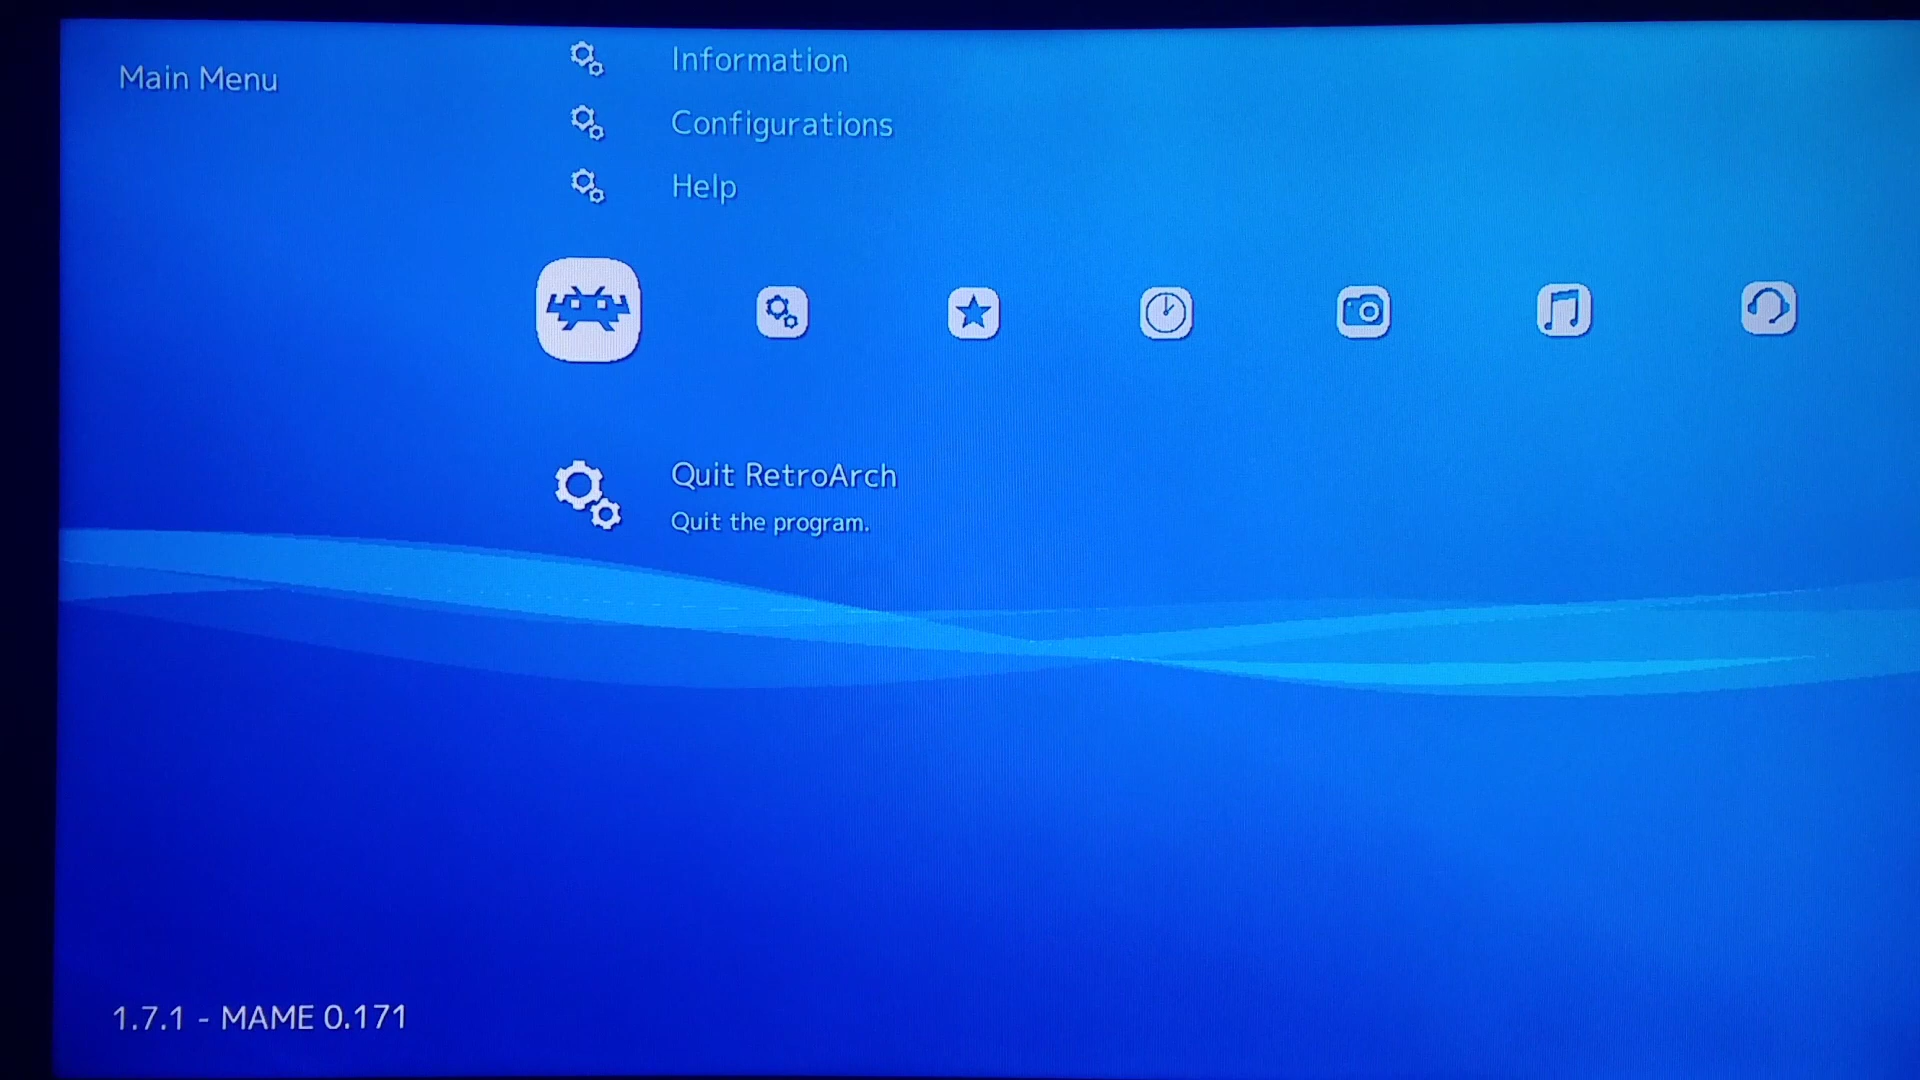 Main Menu
Information
Configurations
Help
Quit RetroArch
Quit the program.
1.7.1 - MAME 0.171